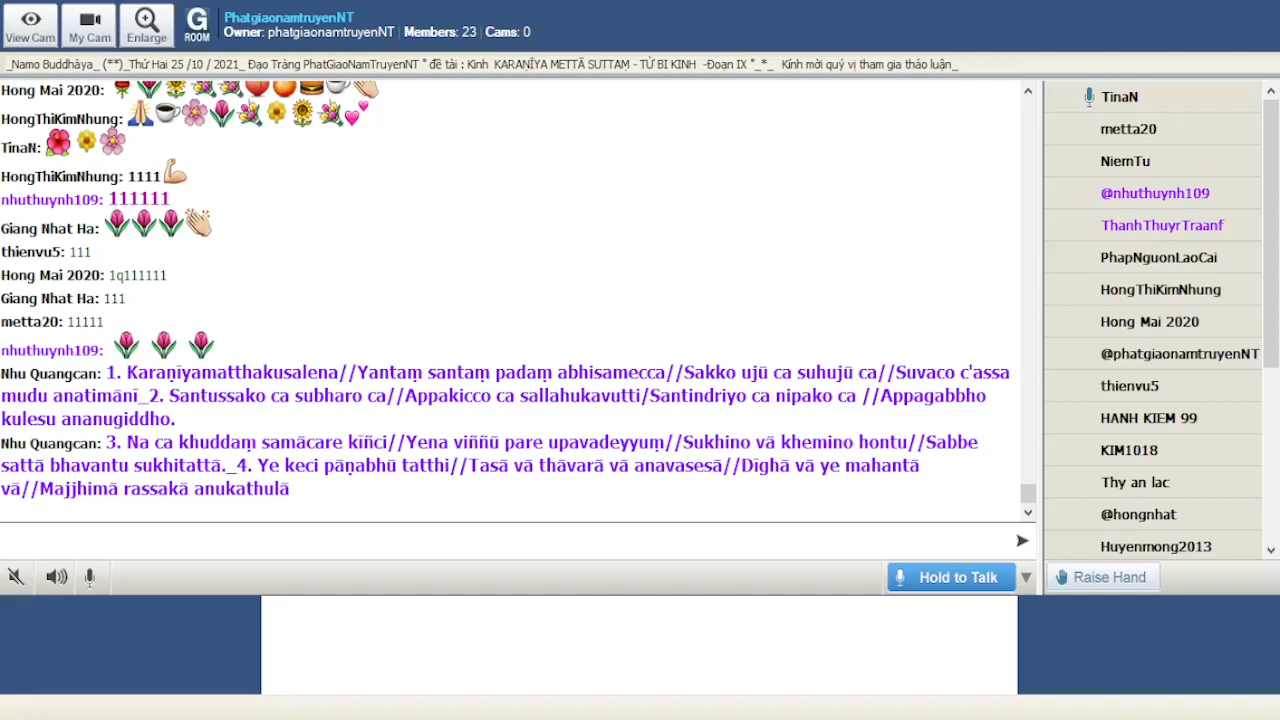 View Cam
My Cam
Enlarge
G
ROOM
PhatgiaonamtruyenNT
Owner: phatgiaonamtruyenNT | Members: 23 | Cams: 0
_Namo Buddhàya_ (**)_Thứ Hai 25 /10 / 2021_ Đạo Tràng PhatGiaoNamTruyenNT " đề tài : Kinh KARAṆĪYA METTĀ SUTTAṂ - TỪ BI KINH -Đoạn IX "_*_ Kính mời quý vị tham gia thảo luận_
Hong Mai 2020:
HongThiKimNhung:
TinaN:
HongThiKimNhung: 1111
nhuthuynh109: 111111
Giang Nhat Ha:
thienvu5: 111
Hong Mai 2020: 1q111111
Giang Nhat Ha: 111
metta20: 11111
nhuthuynh109:
Nhu Quangcan: 1. Karaṇīyamatthakusalena//Yantaṃ santaṃ padaṃ abhisamecca//Sakko ujū ca suhujū ca//Suvaco c'assa
mudu anatimānī_2. Santussako ca subharo ca//Appakicco ca sallahukavutti/Santindriyo ca nipako ca //Appagabbho
kulesu ananugiddho.
Nhu Quangcan: 3. Na ca khuddaṃ samācare kiñci//Yena viññū pare upavadeyyuṃ//Sukhino vā khemino hontu//Sabbe
sattā bhavantu sukhitattā._4. Ye keci pāṇabhū tatthi//Tasā vā thāvarā vā anavasesā//Dīghā vā ye mahantā
vā//Majjhimā rassakā anukathulā
TinaN
metta20
NiemTu
@nhuthuynh109
ThanhThuyrTraanf
PhapNguonLaoCai
HongThiKimNhung
Hong Mai 2020
@phatgiaonamtruyenNT
thienvu5
HANH KIEM 99
KIM1018
Thy an lac
@hongnhat
Huyenmong2013
Hold to Talk
Raise Hand